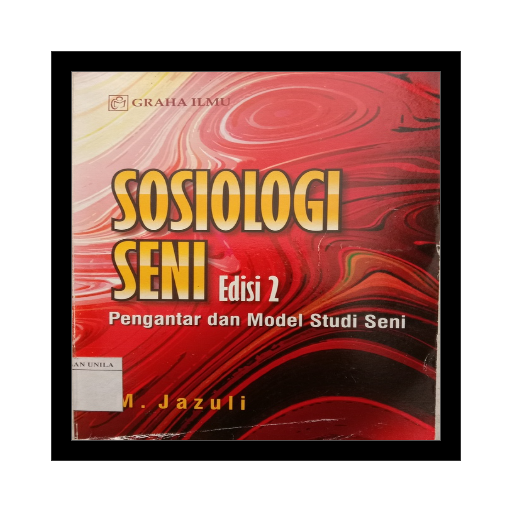 GRAHA ILMU
SOSIOLOGI
SENI Edisi 2
Pengantar dan Model Studi Seni
AN UNILA
M. Jazuli